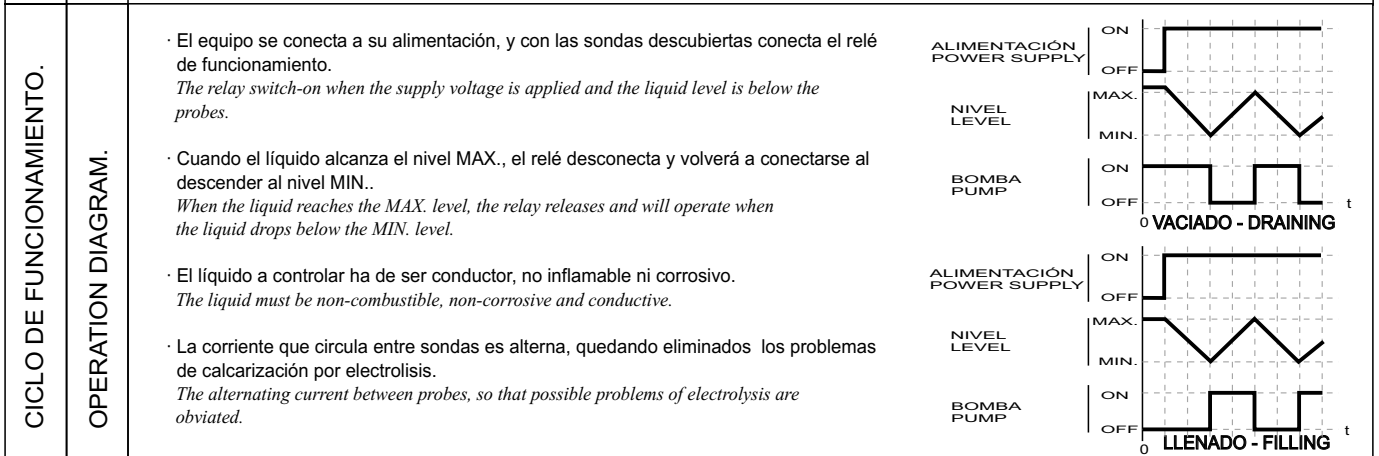 CICLO DE FUNCIONAMIENTO.
OPERATION DIAGRAM.
· El equipo se conecta a su alimentación, y con las sondas descubiertas conecta el relé
de funcionamiento.
The relay switch-on when the supply voltage is applied and the liquid level is below the
probes.
· Cuando el líquido alcanza el nivel MAX., el relé desconecta y volverá a conectarse al
descender al nivel MIN..
When the liquid reaches the MAX. level, the relay releases and will operate when
the liquid drops below the MIN. level.
· El líquido a controlar ha de ser conductor, no inflamable ni corrosivo.
The liquid must be non-combustible, non-corrosive and conductive.
· La corriente que circula entre sondas es alterna, quedando eliminados los problemas
de calcarización por electrolisis.
The alternating current between probes, so that possible problems of electrolysis are
obviated.
ALIMENTACIÓN
POWER SUPPLY
ON
OFF
NIVEL
LEVEL
MAX.
MIN.
BOMBA
PUMP
ON
OFF
t
0
VACIADO - DRAINING
ALIMENTACIÓN
POWER SUPPLY
ON
OFF
NIVEL
LEVEL
MAX.
MIN.
BOMBA
PUMP
ON
OFF
t
0
LLENADO - FILLING